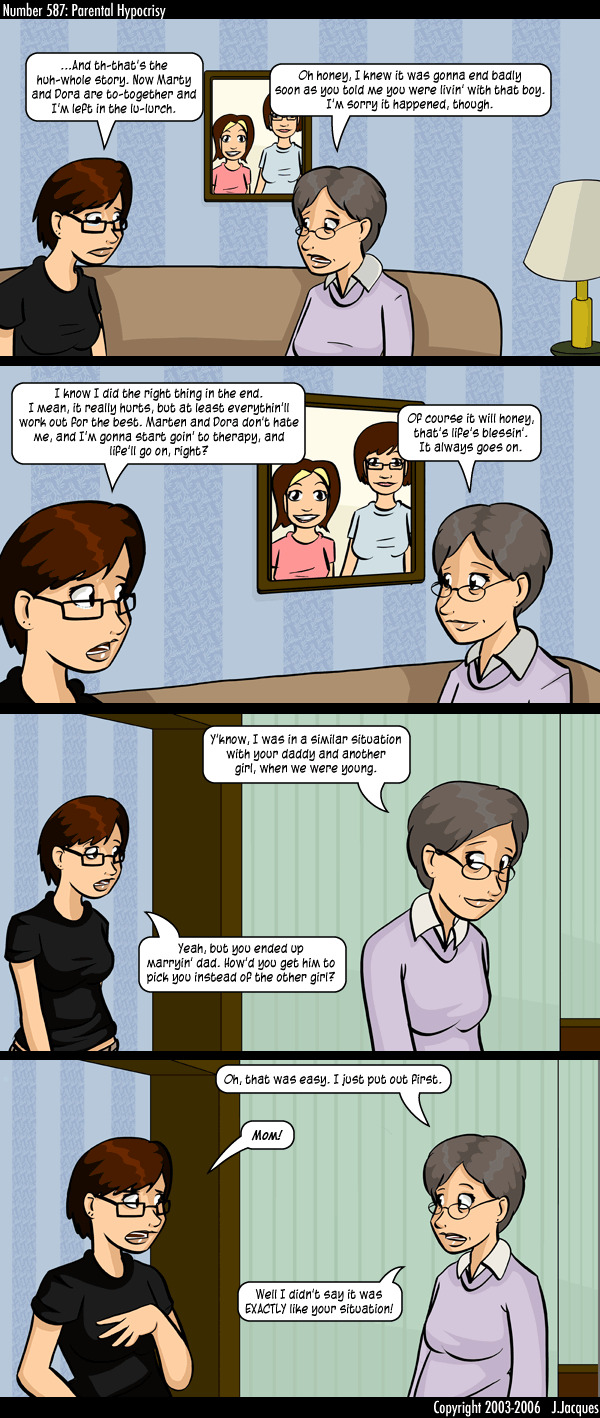 Number 587: Parental Hypocrisy
...And th-that's the
huh-whole story. Now Marty
and Dora are to-together and
I'm left in the lu-lurch.
Oh honey, I knew it was gonna end badly
soon as you told me you were livin' with that boy.
I'm sorry it happened, though.
I know I did the right thing in the end.
I mean, it really hurts, but at least everythin'll
work out for the best. Marten and Dora don't hate
me, and I'm gonna start goin' to therapy, and
life'll go on, right?
Of course it will honey,
that's life's blessin'.
It always goes on.
Y'know, I was in a similar situation
with your daddy and another
girl, when we were young.
Yeah, but you ended up
marryin' dad. How'd you get him to
pick you instead of the other girl?
Oh, that was easy. I just put out first.
Mom!
Well I didn't say it was
EXACTLY like your situation!
Copyright 2003-2006 J.Jacques